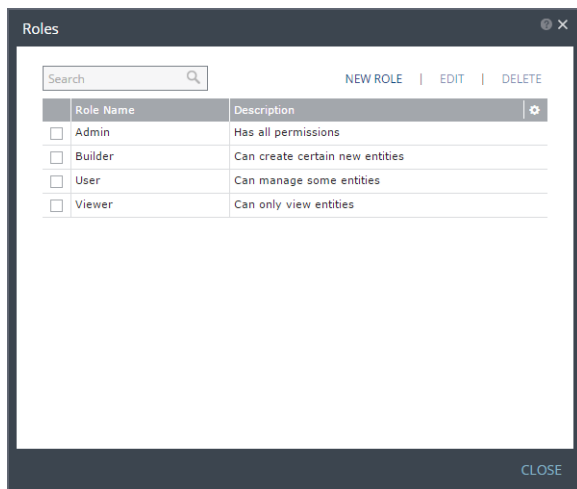 Roles
Search
NEW ROLE | EDIT | DELETE
Role Name Description
Admin Has all permissions
Builder Can create certain new entities
User Can manage some entities
Viewer Can only view entities
CLOSE